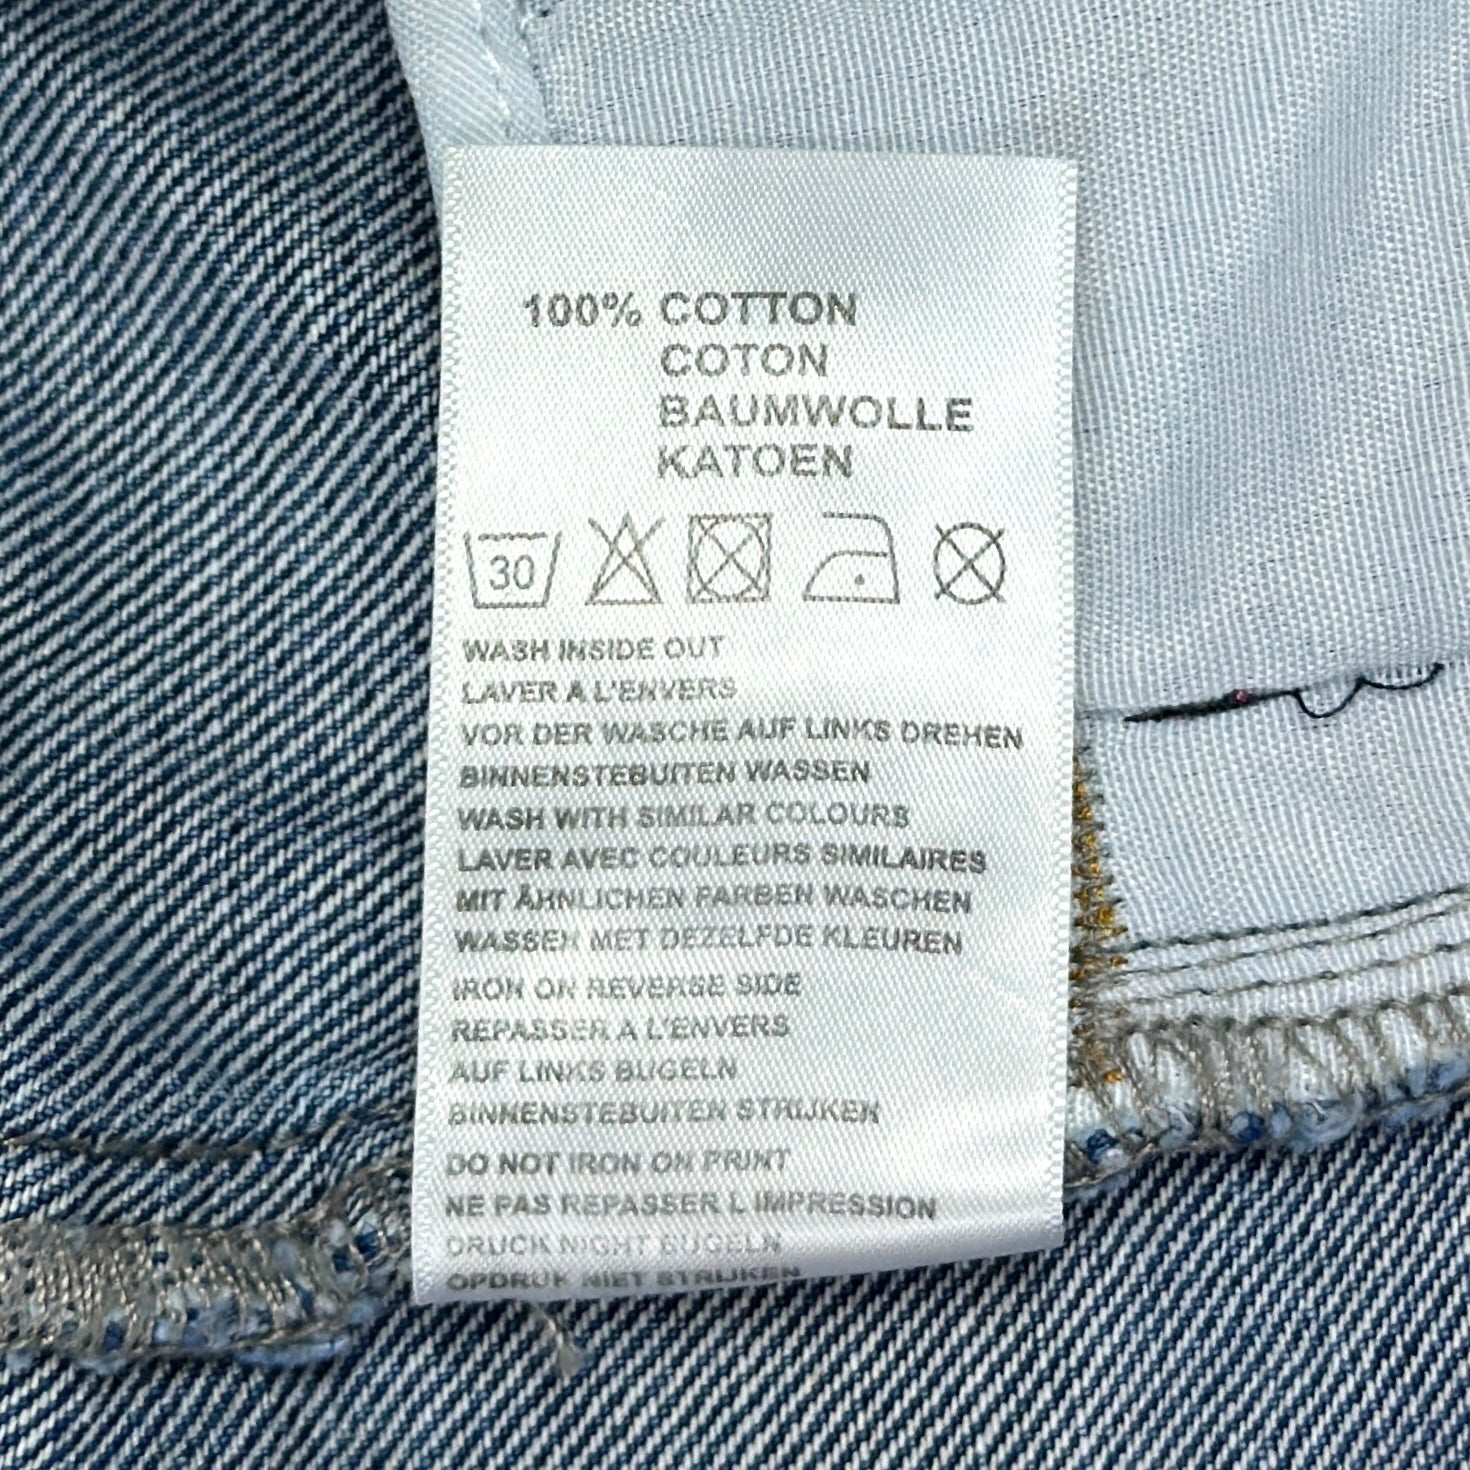 100% COTTON
COTON
BAUMWOLLE
KATOEN
30
WASH INSIDE OUT
LAVER A L'ENVERS
VOR DER WASCHE AUF LINKS DREHEN
BINNENSTEBUITEN WASSEN
WASH WITH SIMILAR COLOURS
LAVER AVEC COULEURS SIMILAIRES
MIT ÄHNLICHEN FARBEN WASCHEN
WASSEN MET DEZELFDE KLEUREN
IRON ON REVERSE SIDE
REPASSER A L'ENVERS
AUF LINKS BUGELN
BINNENSTEBUITEN STRIJKEN
DO NOT IRON ON PRINT
NE PAS REPASSER L IMPRESSION
DRUCK NIGHT BUGELN
OPDRUK NIET STRIJKEN